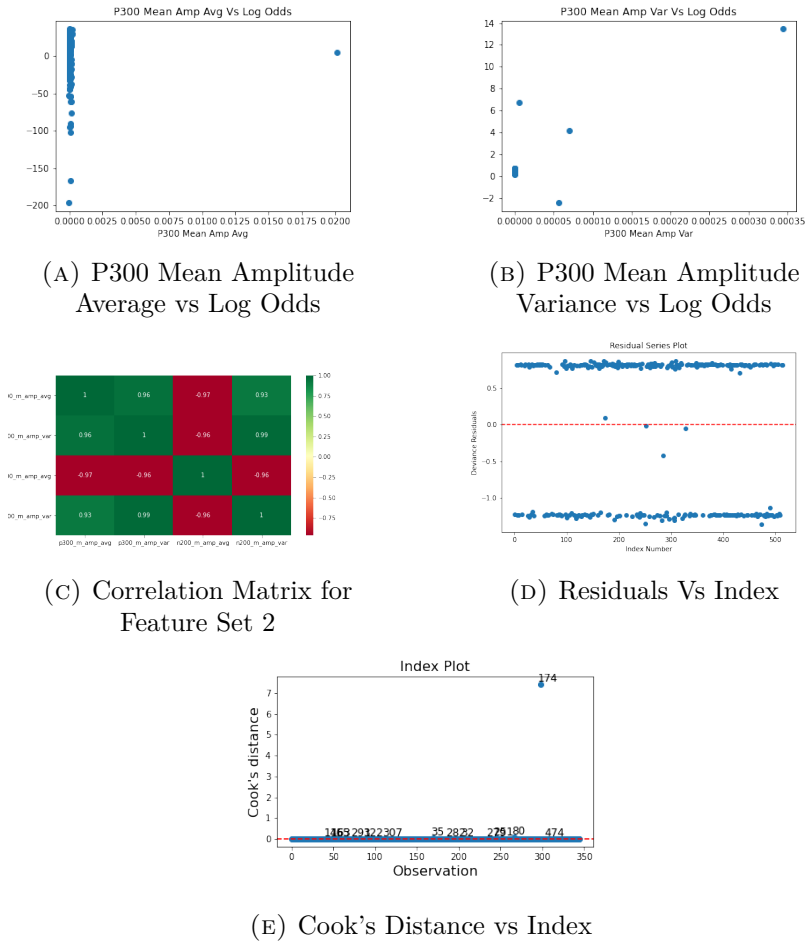 P300 Mean Amp Avg Vs Log Odds
0
−50
−100
−150
−200
0.0000 0.0025 0.0050 0.0075 0.0100 0.0125 0.0150 0.0175 0.0200
P300 Mean Amp Avg
(A) P300 Mean Amplitude
Average vs Log Odds
P300 Mean Amp Var Vs Log Odds
14
12
10
8
6
4
2
0
−2
0.00000 0.00005 0.00010 0.00015 0.00020 0.00025 0.00030 0.00035
P300 Mean Amp Var
(B) P300 Mean Amplitude
Variance vs Log Odds
00_m_amp_avg 1 0.96 -0.97 0.93
00_m_amp_var 0.96 1 -0.96 0.99
00_m_amp_avg -0.97 -0.96 1 -0.96
00_m_amp_var 0.93 0.99 -0.96 1
p300_m_amp_avg p300_m_amp_var n200_m_amp_avg n200_m_amp_var
1.00
0.75
0.50
0.25
0.00
−0.25
−0.50
−0.75
(C) Correlation Matrix for
Feature Set 2
Residual Series Plot
Deviance Residuals
0.5
0.0
−0.5
−1.0
0 100 200 300 400 500
Index Number
(D) Residuals Vs Index
Index Plot
Cook's distance
7
6
5
4
3
2
1
0
174
35 282 474
0 50 100 150 200 250 300 350
Observation
(E) Cook's Distance vs Index